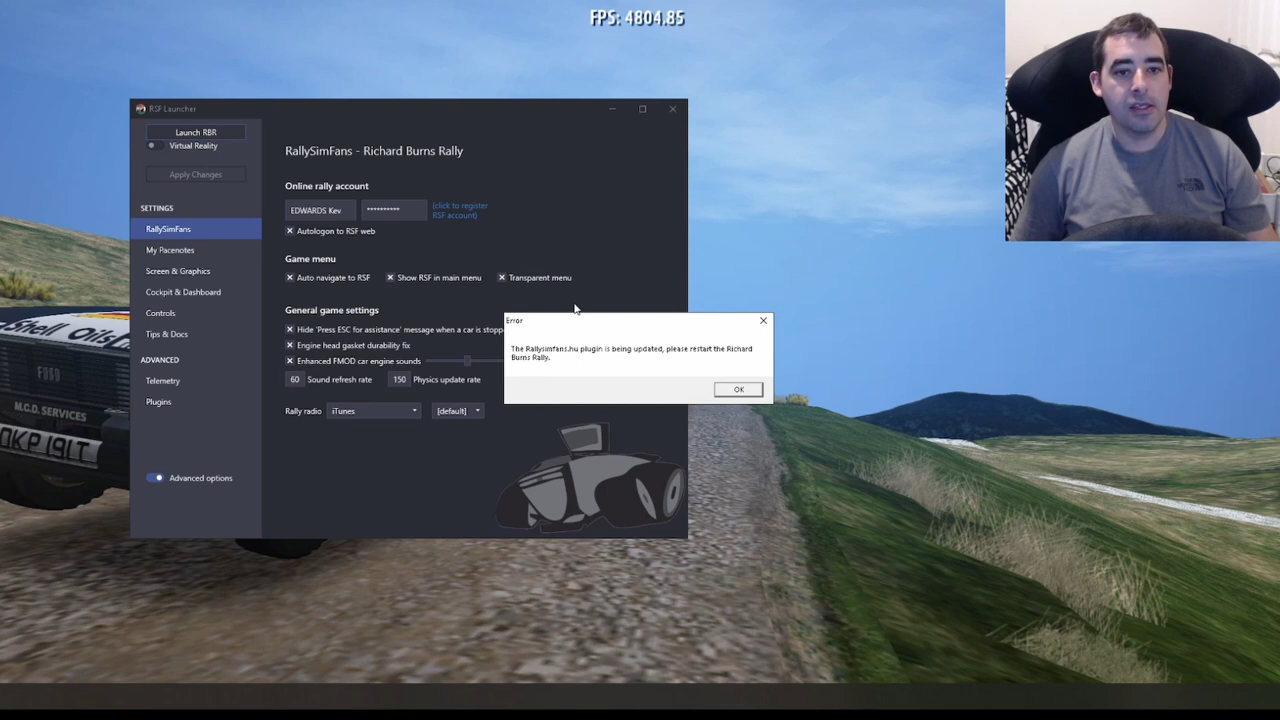 FPS: 4804.85
RSF Launcher
Launch RBR
Virtual Reality
Apply Changes
SETTINGS
RallySimFans
My Pacenotes
Screen & Graphics
Cockpit & Dashboard
Controls
Tips & Docs
ADVANCED
Telemetry
Plugins
Advanced options
RallySimFans - Richard Burns Rally
Online rally account
EDWARDS Kev
**********
(click to register
RSF account)
Autologon to RSF web
Game menu
Auto navigate to RSF
Show RSF in main menu
Transparent menu
General game settings
Hide 'Press ESC for assistance' message when a car is stopp
Engine head gasket durability fix
Enhanced FMOD car engine sounds
60 Sound refresh rate
150 Physics update rate
Rally radio
iTunes
[default]
Error
The Rallysimfans.hu plugin is being updated, please restart the Richard
Burns Rally.
OK
Shell Oils
FORD
M.C.D. SERVICES
OKP 191T